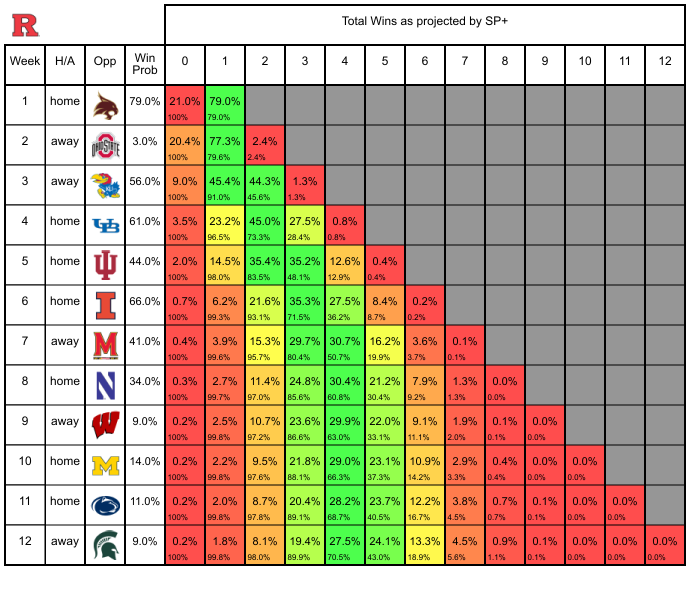 R
Total Wins as projected by SP+
Week H/A Opp Win Prob 0 1 2 3 4 5 6 7 8 9 10 11 12
1 home 79.0% 21.0% 79.0%
100% 79.0%
2 away OHIO STATE 3.0% 20.4% 77.3% 2.4%
100% 79.6% 2.4%
3 away KU 56.0% 9.0% 45.4% 44.3% 1.3%
100% 91.0% 45.6% 1.3%
4 home UB 61.0% 3.5% 23.2% 45.0% 27.5% 0.8%
100% 96.5% 73.3% 28.4% 0.8%
5 home 44.0% 2.0% 14.5% 35.4% 35.2% 12.6% 0.4%
100% 98.0% 83.5% 48.1% 12.9% 0.4%
6 home I 66.0% 0.7% 6.2% 21.6% 35.3% 27.5% 8.4% 0.2%
100% 99.3% 93.1% 71.5% 36.2% 8.7% 0.2%
7 away M 41.0% 0.4% 3.9% 15.3% 29.7% 30.7% 16.2% 3.6% 0.1%
100% 99.6% 95.7% 80.4% 50.7% 19.9% 3.7% 0.1%
8 home N 34.0% 0.3% 2.7% 11.4% 24.8% 30.4% 21.2% 7.9% 1.3% 0.0%
100% 99.7% 97.0% 85.6% 60.8% 30.4% 9.2% 1.3% 0.0%
9 away W 9.0% 0.2% 2.5% 10.7% 23.6% 29.9% 22.0% 9.1% 1.9% 0.1% 0.0%
100% 99.8% 97.2% 86.6% 63.0% 33.1% 11.1% 2.0% 0.1% 0.0%
10 home M 14.0% 0.2% 2.2% 9.5% 21.8% 29.0% 23.1% 10.9% 2.9% 0.4% 0.0% 0.0%
100% 99.8% 97.6% 88.1% 66.3% 37.3% 14.2% 3.3% 0.4% 0.0% 0.0%
11 home 11.0% 0.2% 2.0% 8.7% 20.4% 28.2% 23.7% 12.2% 3.8% 0.7% 0.1% 0.0% 0.0%
100% 99.8% 97.8% 89.1% 68.7% 40.5% 16.7% 4.5% 0.7% 0.1% 0.0% 0.0%
12 away 9.0% 0.2% 1.8% 8.1% 19.4% 27.5% 24.1% 13.3% 4.5% 0.9% 0.1% 0.0% 0.0% 0.0%
100% 99.8% 98.0% 89.9% 70.5% 43.0% 18.9% 5.6% 1.1% 0.1% 0.0% 0.0% 0.0%